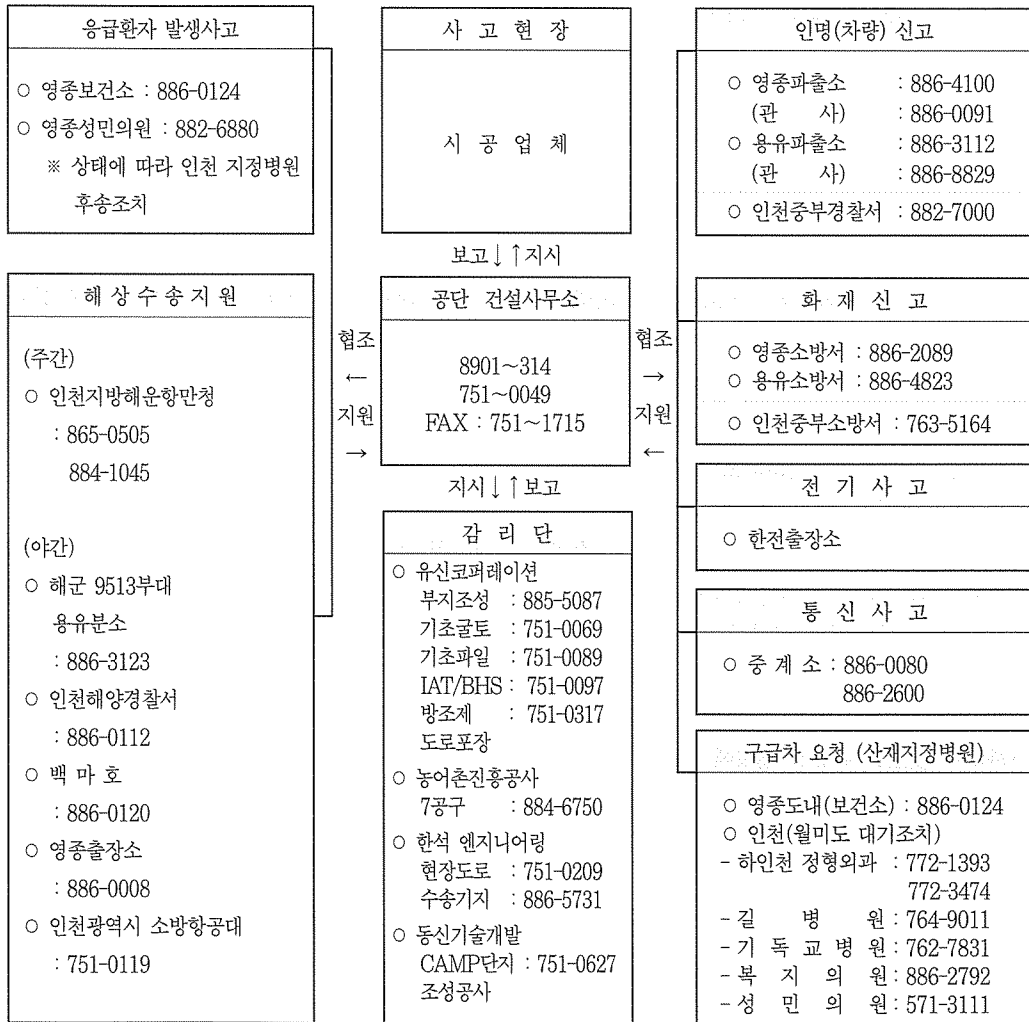 응급환자 발생사고
○ 영종보건소 : 886-0124
○ 영종성민의원 : 882-6880
※ 상태에 따라 인천 지정병원
후송조치
해 상 수 송 지 원
(주간)
○ 인천지방해운항만청
: 865-0505
884-1045
(야간)
○ 해군 9513부대
용유분소
: 886-3123
○ 인천해양경찰서
: 886-0112
○ 백 마 호
: 886-0120
○ 영종출장소
: 886-0008
○ 인천광역시 소방항공대
: 751-0119
협조
←
지원
→
사 고 현 장
시 공 업 체
보고↓ ↑지시
공단 건설사무소
8901~314
751~0049
FAX : 751~1715
지시↓ ↑보고
감 리 단
○ 유신코퍼레이션
부지조성 : 885-5087
기초굴토 : 751-0069
기초파일 : 751-0089
IAT/BHS : 751-0097
방조제 : 751-0317
도로포장
○ 농어촌진흥공사
7공구 : 884-6750
○ 한석 엔지니어링
현장도로 : 751-0209
수송기지 : 886-5731
○ 동신기술개발
CAMP단지 : 751-0627
조성공사
협조
→
지원
←
인명(차량) 신고
○ 영종파출소 : 886-4100
(관 사) : 886-0091
○ 용유파출소 : 886-3112
(관 사) : 886-8829
○ 인천중부경찰서 : 882-7000
화 재 신 고
○ 영종소방서 : 886-2089
○ 용유소방서 : 886-4823
○ 인천중부소방서 : 763-5164
전 기 사 고
○ 한전출장소
통 신 사 고
○ 중 계 소 : 886-0080
886-2600
구급차 요청 (산재지정병원)
○ 영종도내(보건소) : 886-0124
○ 인천(월미도 대기조치)
- 하인천 정형외과 : 772-1393
772-3474
- 길 병 원 : 764-9011
- 기 독 교 병 원 : 762-7831
- 복 지 의 원 : 886-2792
- 성 민 의 원 : 571-3111